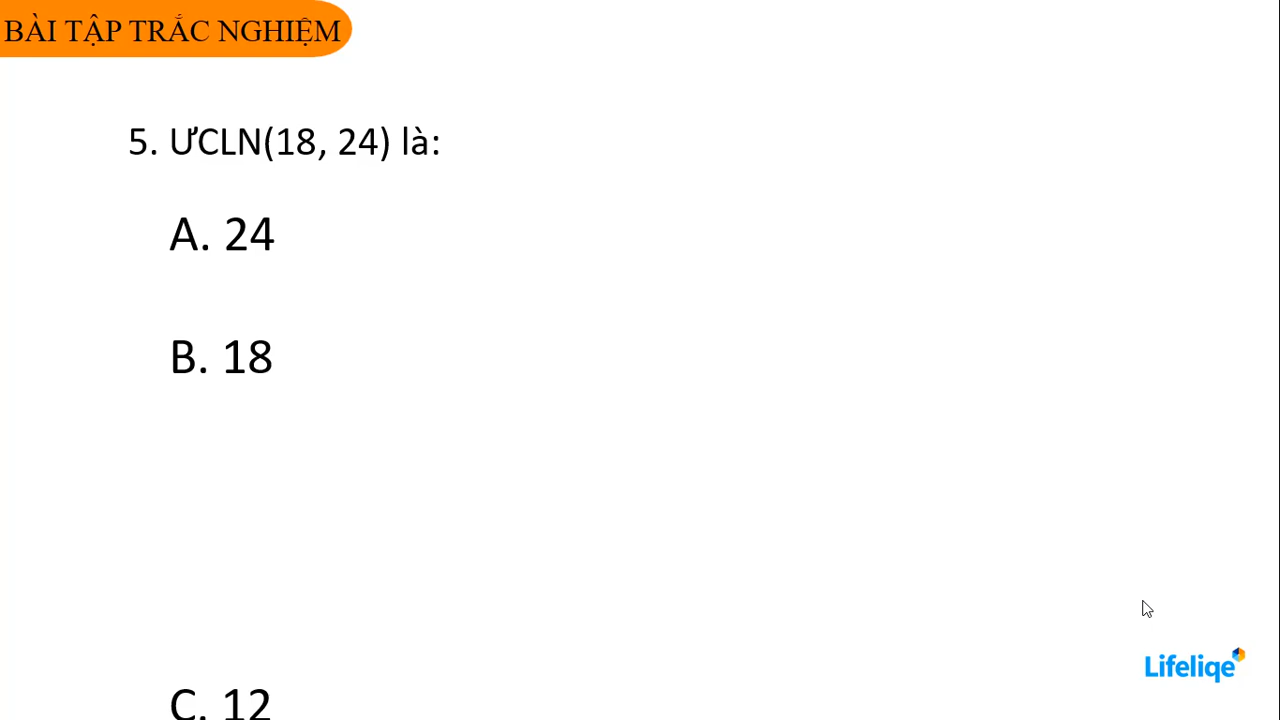 BÀI TẬP TRẮC NGHIỆM
5. ƯCLN(18, 24) là:
A. 24
B. 18
C. 12
Lifeliqe